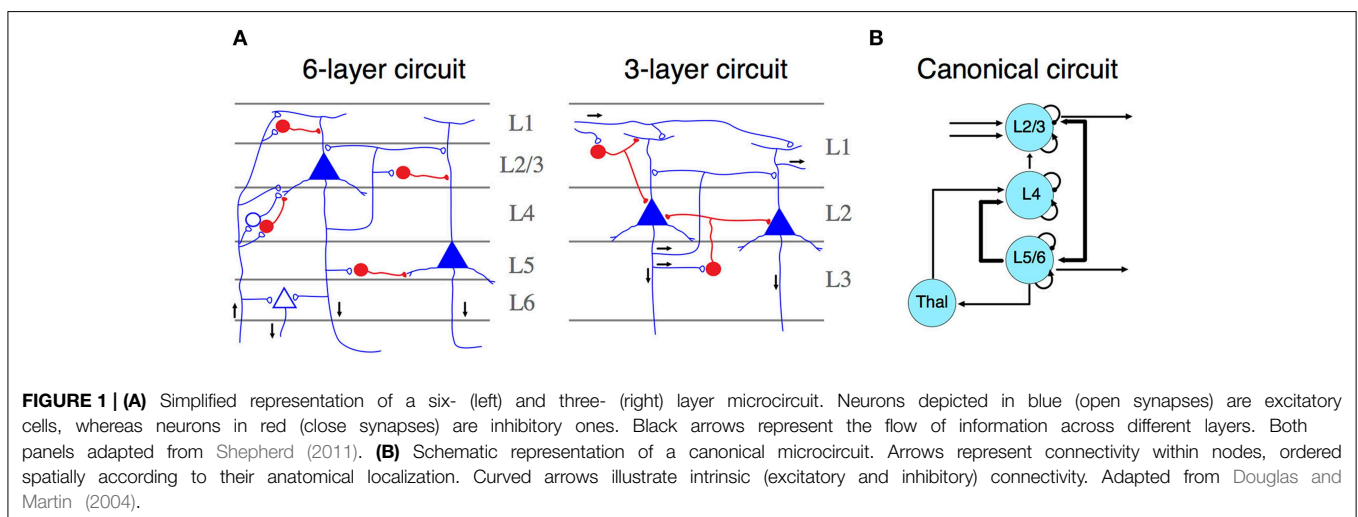 A
B
6-layer circuit
3-layer circuit
Canonical circuit
L1
L2/3
L4
L5
L6
L1
L2
L3
L2/3
L4
L5/6
Thal
FIGURE 1 | (A) Simplified representation of a six- (left) and three- (right) layer microcircuit. Neurons depicted in blue (open synapses) are excitatory
cells, whereas neurons in red (close synapses) are inhibitory ones. Black arrows represent the flow of information across different layers. Both
panels adapted from Shepherd (2011). (B) Schematic representation of a canonical microcircuit. Arrows represent connectivity within nodes, ordered
spatially according to their anatomical localization. Curved arrows illustrate intrinsic (excitatory and inhibitory) connectivity. Adapted from Douglas and
Martin (2004).